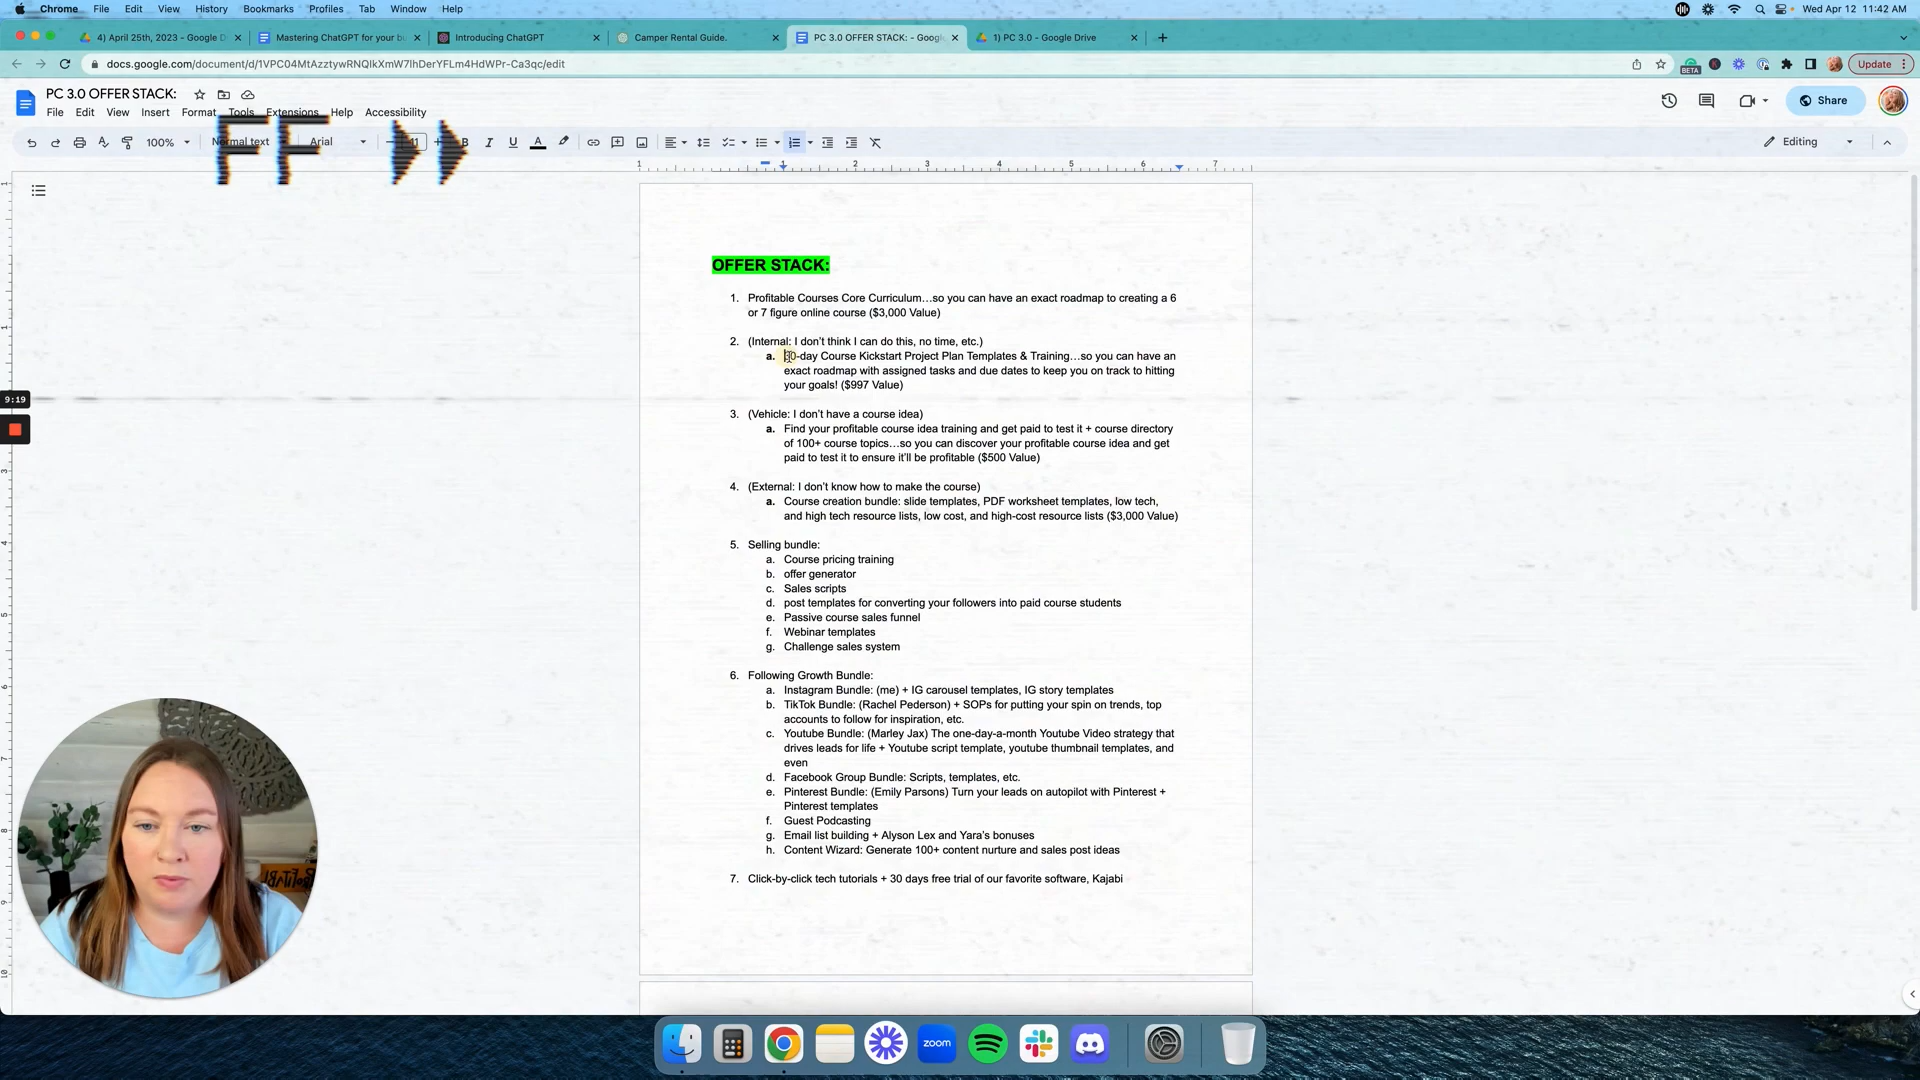 Chrome File Edit View History Bookmarks Profiles Tab Window Help Wed Apr 12 11:42 AM
4) April 25th, 2023 - Google D Mastering ChatGPT for your bu Introducing ChatGPT Camper Rental Guide. PC 3.0 OFFER STACK: - Google 1) PC 3.0 - Google Drive
docs.google.com/document/d/1VPC04MtAzztywRNQIkXmW7lhDerYFLm4HdWPr-Ca3qc/edit BETA Update
PC 3.0 OFFER STACK:
Share
File Edit View Insert Format Tools Extensions Help Accessibility
FF
100% Normal text Arial 11 B I U A Editing
1 1 2 3 4 5 6 7
OFFER STACK:
1. Profitable Courses Core Curriculum…so you can have an exact roadmap to creating a 6
or 7 figure online course ($3,000 Value)
2. (Internal: I don't think I can do this, no time, etc.)
a. 30-day Course Kickstart Project Plan Templates & Training…so you can have an
exact roadmap with assigned tasks and due dates to keep you on track to hitting
your goals! ($997 Value)
9:19
3. (Vehicle: I don't have a course idea)
a. Find your profitable course idea training and get paid to test it + course directory
of 100+ course topics…so you can discover your profitable course idea and get
paid to test it to ensure it'll be profitable ($500 Value)
4. (External: I don't know how to make the course)
a. Course creation bundle: slide templates, PDF worksheet templates, low tech,
and high tech resource lists, low cost, and high-cost resource lists ($3,000 Value)
5. Selling bundle:
a. Course pricing training
b. offer generator
c. Sales scripts
d. post templates for converting your followers into paid course students
e. Passive course sales funnel
f. Webinar templates
g. Challenge sales system
6. Following Growth Bundle:
a. Instagram Bundle: (me) + IG carousel templates, IG story templates
b. TikTok Bundle: (Rachel Pederson) + SOPs for putting your spin on trends, top
accounts to follow for inspiration, etc.
c. Youtube Bundle: (Marley Jax) The one-day-a-month Youtube Video strategy that
drives leads for life + Youtube script template, youtube thumbnail templates, and
even
d. Facebook Group Bundle: Scripts, templates, etc.
e. Pinterest Bundle: (Emily Parsons) Turn your leads on autopilot with Pinterest +
Pinterest templates
f. Guest Podcasting
g. Email list building + Alyson Lex and Yara's bonuses
h. Content Wizard: Generate 100+ content nurture and sales post ideas
7. Click-by-click tech tutorials + 30 days free trial of our favorite software, Kajabi
zoom